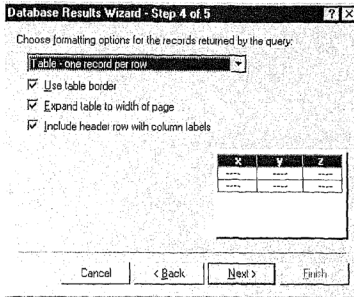 Database Results Wizard - Step 4 of 5
Choose formatting options for the records returned by the query:
Table - one record per row
Use table border
Expand table to width of page
Include header row with column labels
x y z
---- ---- ----
---- ---- ----
Cancel < Back Next > Finish